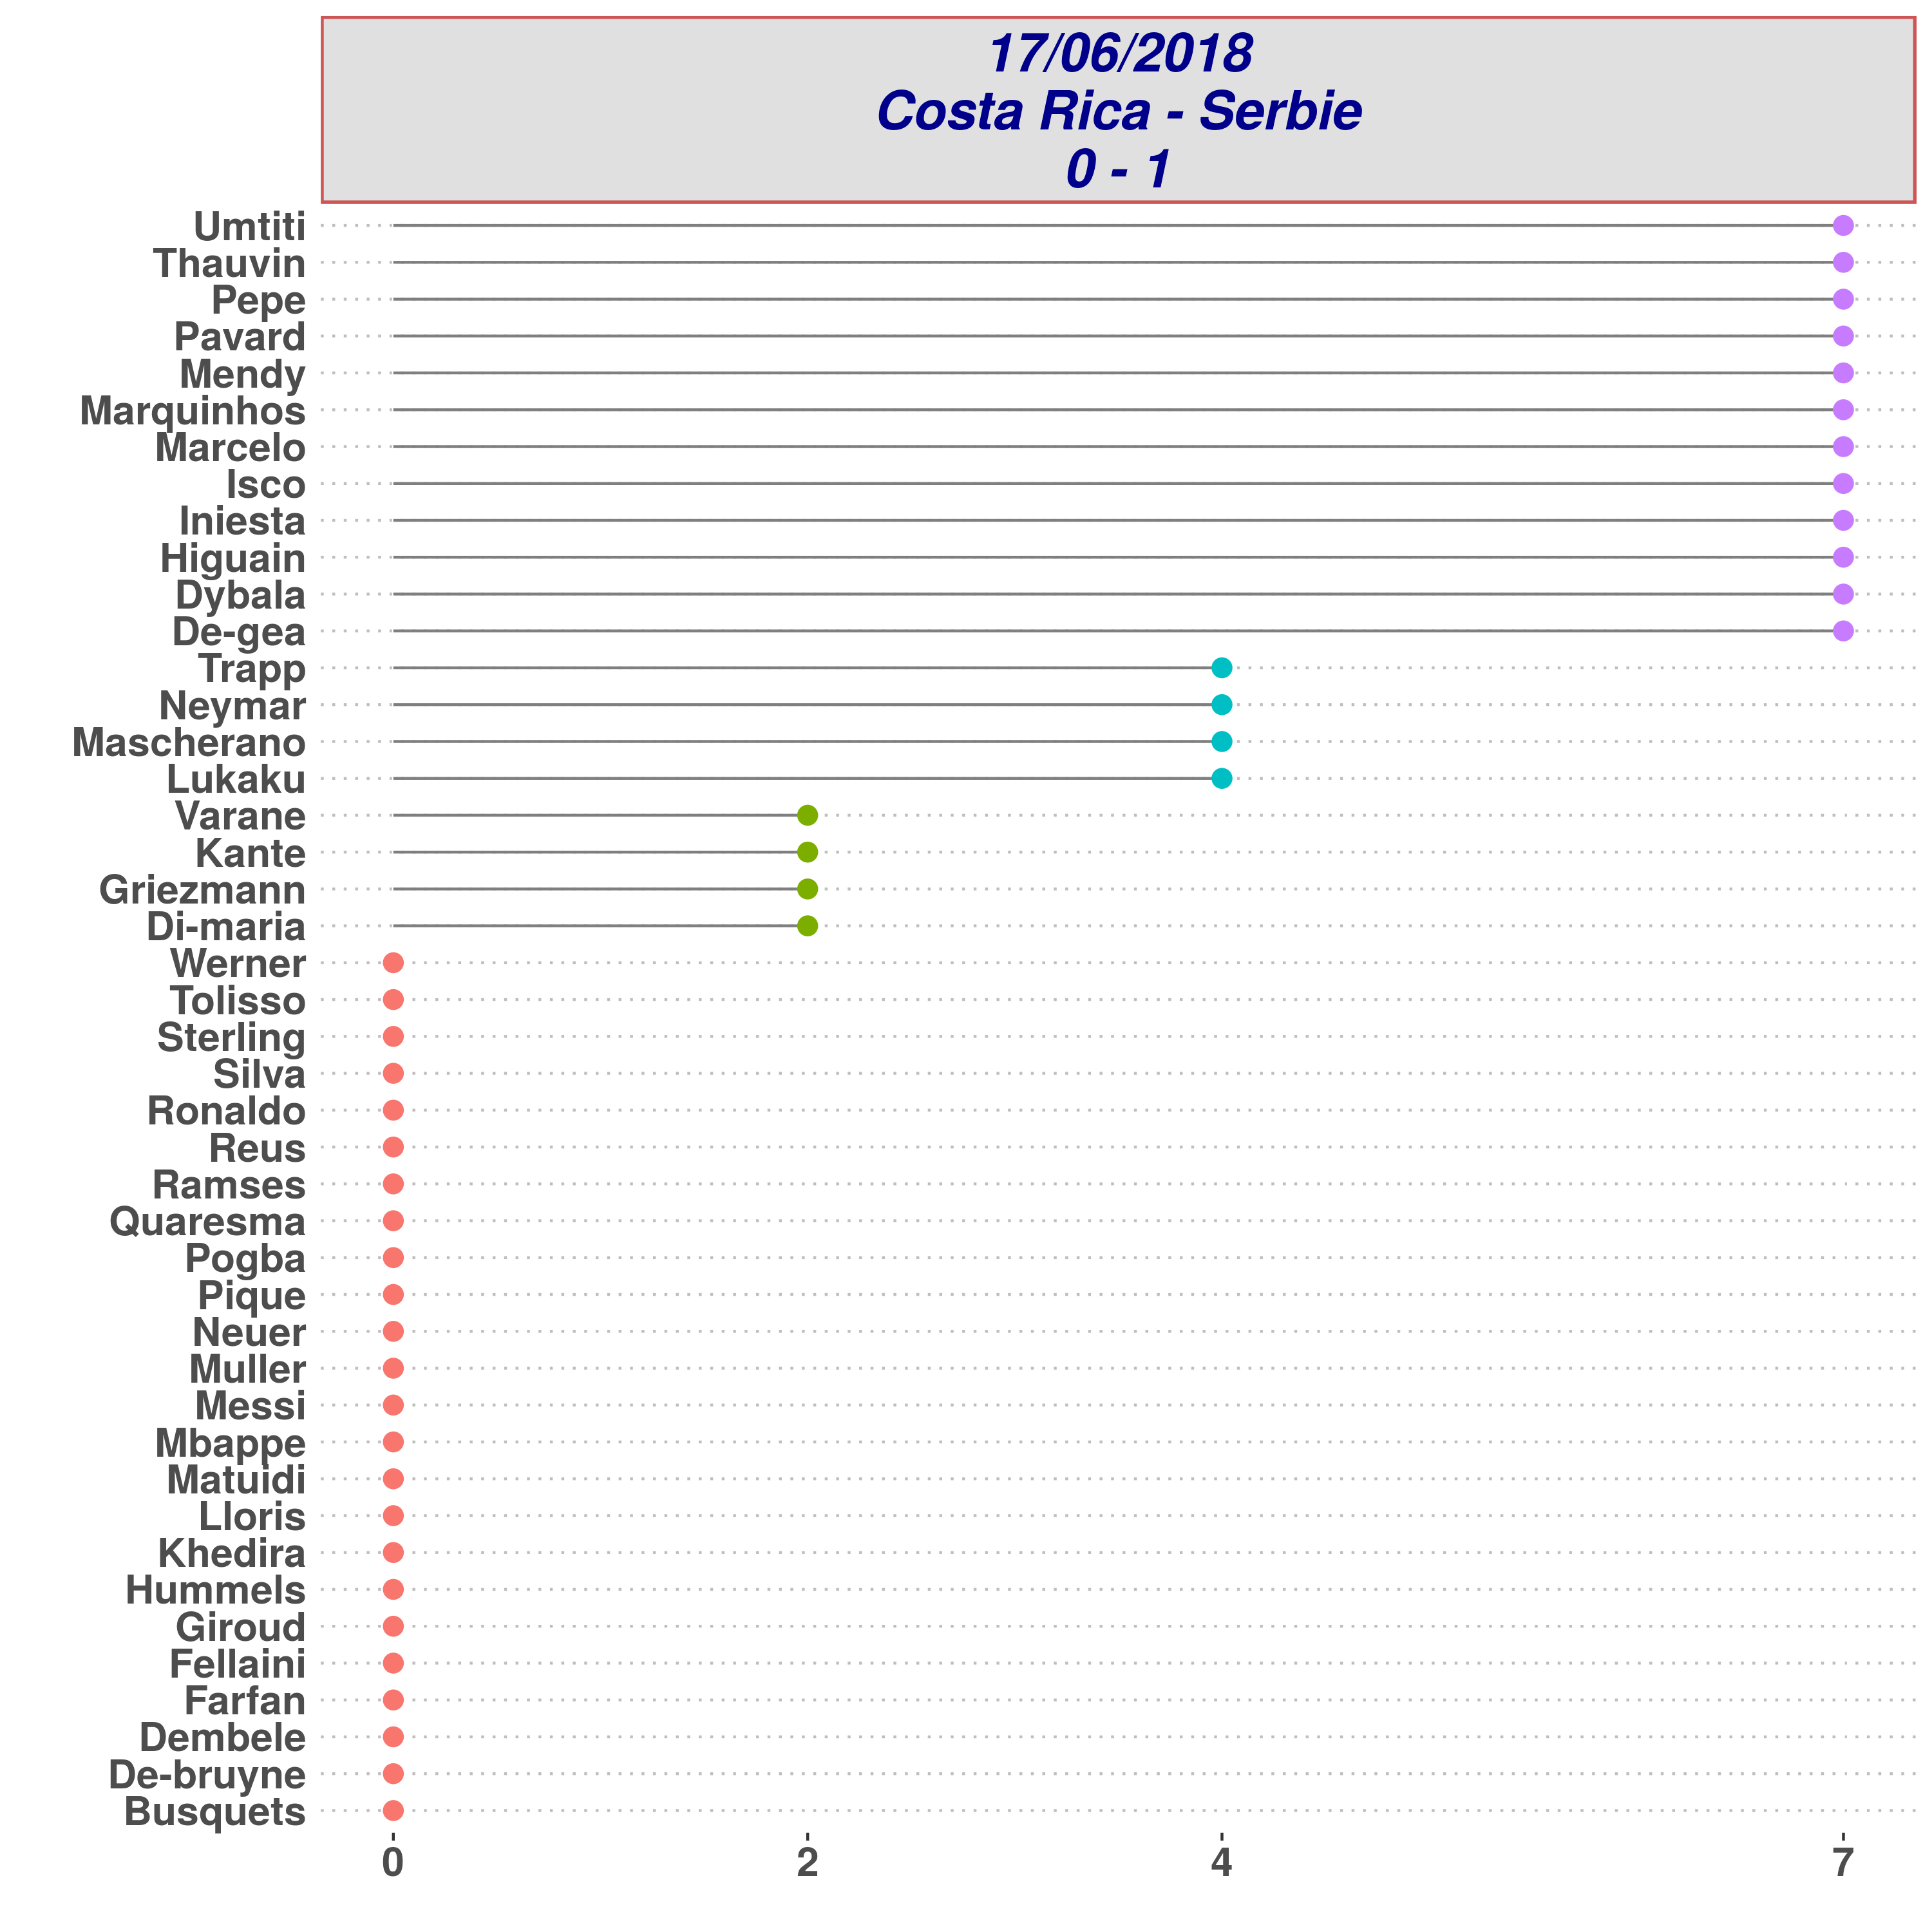 17/06/2018
Costa Rica - Serbie
0 - 1
Umtiti
Thauvin
Pepe
Pavard
Mendy
Marquinhos
Marcelo
Isco
Iniesta
Higuain
Dybala
De-gea
Trapp
Neymar
Mascherano
Lukaku
Varane
Kante
Griezmann
Di-maria
Werner
Tolisso
Sterling
Silva
Ronaldo
Reus
Ramses
Quaresma
Pogba
Pique
Neuer
Muller
Messi
Mbappe
Matuidi
Lloris
Khedira
Hummels
Giroud
Fellaini
Farfan
Dembele
De-bruyne
Busquets
0 2 4 7